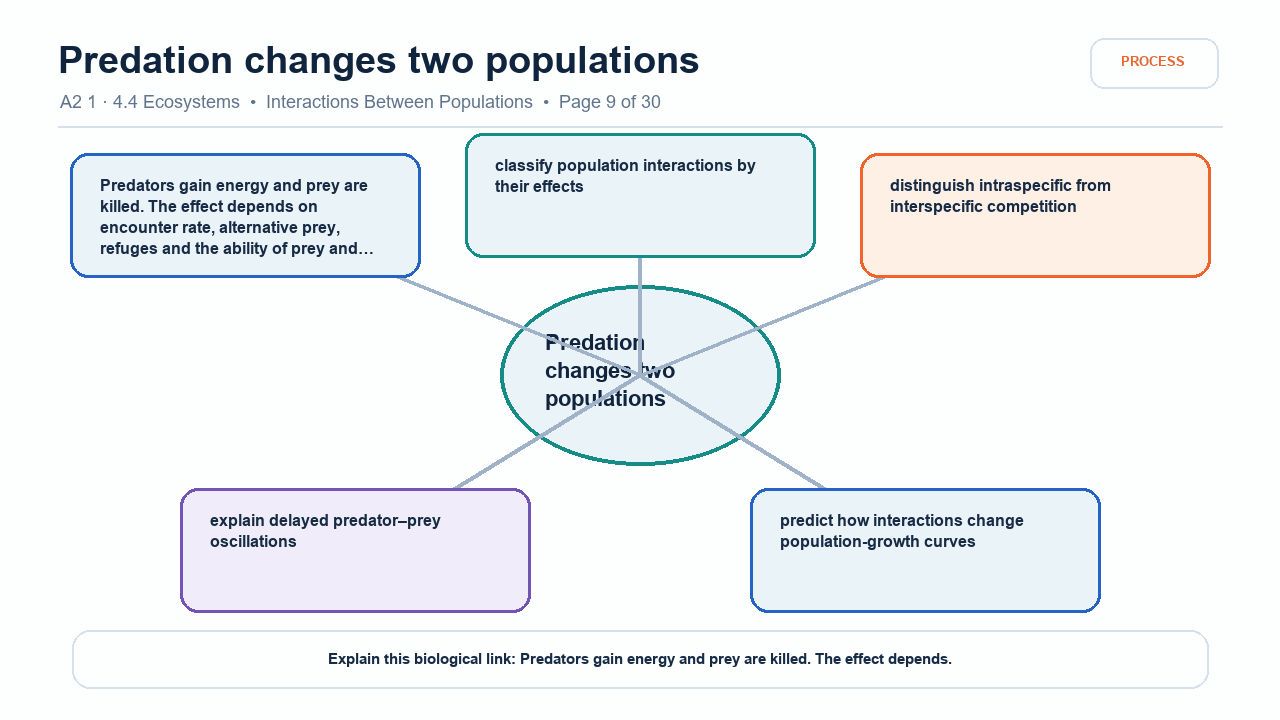 Predation changes two populations
PROCESS
A2 1 · 4.4 Ecosystems • Interactions Between Populations • Page 9 of 30
Predators gain energy and prey are
killed. The effect depends on
encounter rate, alternative prey,
refuges and the ability of prey and…
classify population interactions by
their effects
distinguish intraspecific from
interspecific competition
Predation
changes two
populations
explain delayed predator–prey
oscillations
predict how interactions change
population-growth curves
Explain this biological link: Predators gain energy and prey are killed. The effect depends.